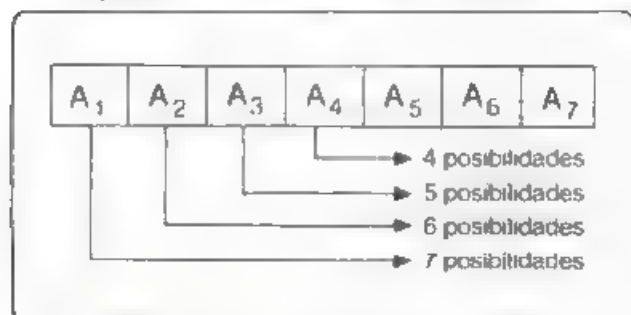 A₁ A₂ A₃ A₄ A₅ A₆ A₇
4 posibilidades
5 posibilidades
6 posibilidades
7 posibilidades